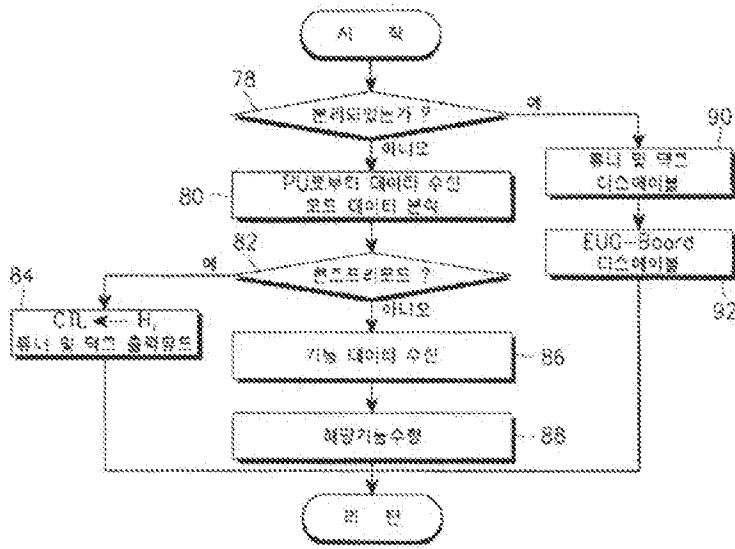 시 작
78
분리되었는가 ?
예
아니오
80
PU로부터 데이터 수신
모드 데이터 분석
90
튜너 및 데크
디스에이블
82
핸즈프리모드 ?
예
아니오
EUG-Board
디스에이블
92
84
CTL ◄--- H,
튜너 및 데크 출력뮤트
기능 데이터 수신
86
해당기능수행
88
리 턴